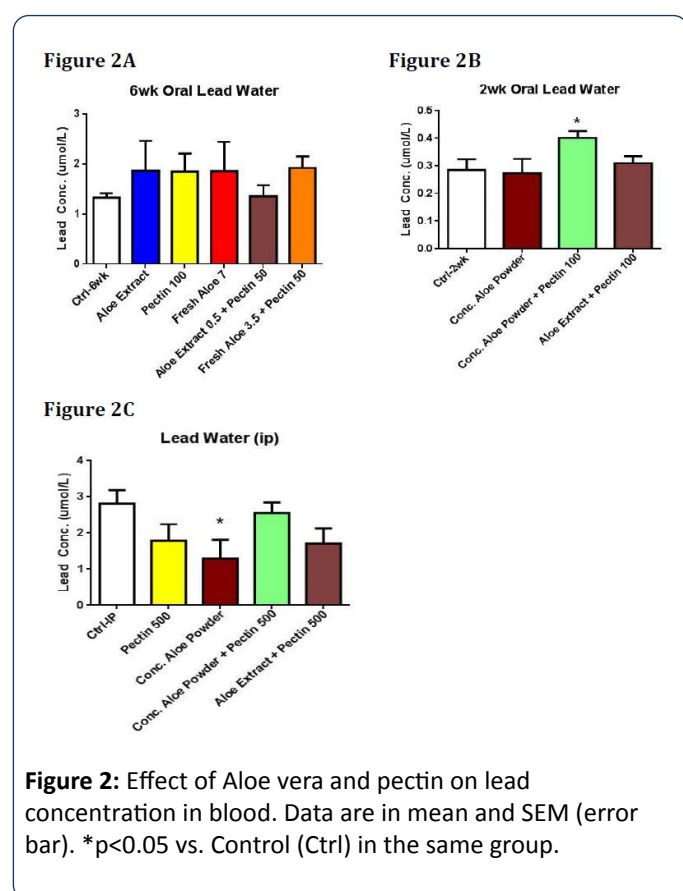 Figure 2A
6wk Oral Lead Water
Lead Conc. (umol/L)
3
2
1
0
Ctrl-6wk
Aloe Extract
Pectin 100
Fresh Aloe 7
Aloe Extract 0.5 + Pectin 50
Fresh Aloe 3.5 + Pectin 50
Figure 2B
2wk Oral Lead Water
Lead Conc. (umol/L)
0.5
0.4
0.3
0.2
0.1
0.0
*
Ctrl-2wk
Conc. Aloe Powder
Conc. Aloe Powder + Pectin 100
Aloe Extract + Pectin 100
Figure 2C
Lead Water (ip)
Lead Conc. (umol/L)
4
3
2
1
0
*
Ctrl-IP
Pectin 500
Conc. Aloe Powder
Conc. Aloe Powder + Pectin 500
Aloe Extract + Pectin 500
Figure 2: Effect of Aloe vera and pectin on lead
concentration in blood. Data are in mean and SEM (error
bar). *p<0.05 vs. Control (Ctrl) in the same group.